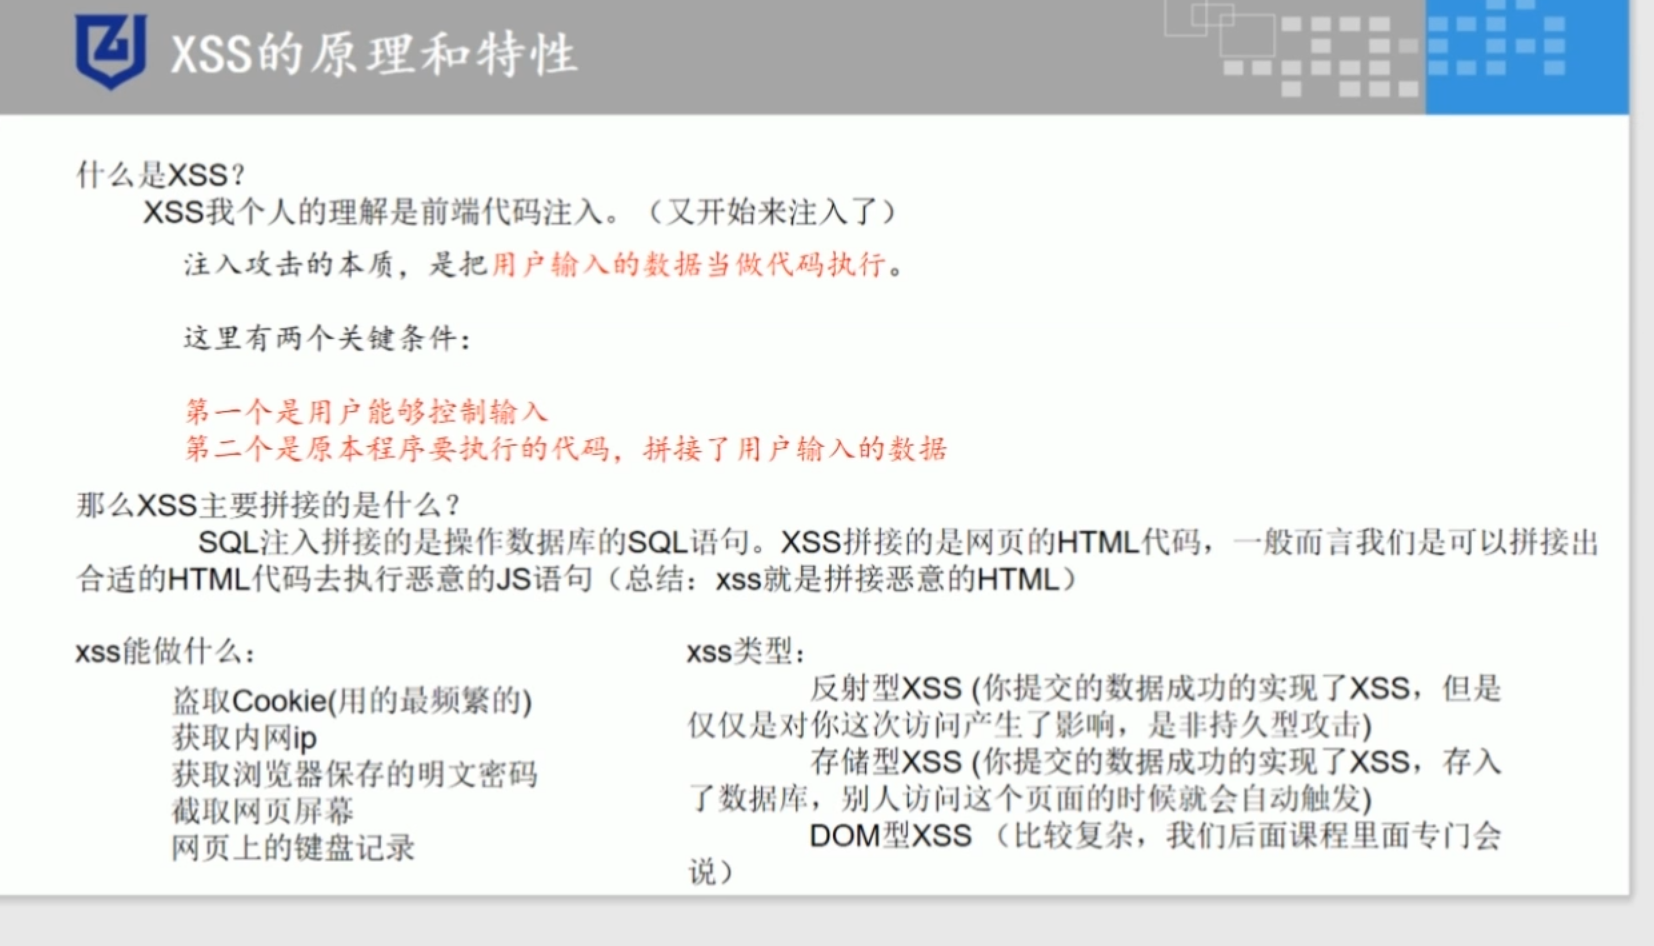 XSS的原理和特性
什么是XSS？
XSS我个人的理解是前端代码注入。（又开始来注入了）
注入攻击的本质，是把用户输入的数据当做代码执行。
这里有两个关键条件：
第一个是用户能够控制输入
第二个是原本程序要执行的代码，拼接了用户输入的数据
那么XSS主要拼接的是什么？
SQL注入拼接的是操作数据库的SQL语句。XSS拼接的是网页的HTML代码，一般而言我们是可以拼接出
合适的HTML代码去执行恶意的JS语句（总结：xss就是拼接恶意的HTML）
xss能做什么：
盗取Cookie(用的最频繁的)
获取内网ip
获取浏览器保存的明文密码
截取网页屏幕
网页上的键盘记录
xss类型：
反射型XSS (你提交的数据成功的实现了XSS，但是
仅仅是对你这次访问产生了影响，是非持久型攻击)
存储型XSS (你提交的数据成功的实现了XSS，存入
了数据库，别人访问这个页面的时候就会自动触发)
DOM型XSS （比较复杂，我们后面课程里面专门会
说）